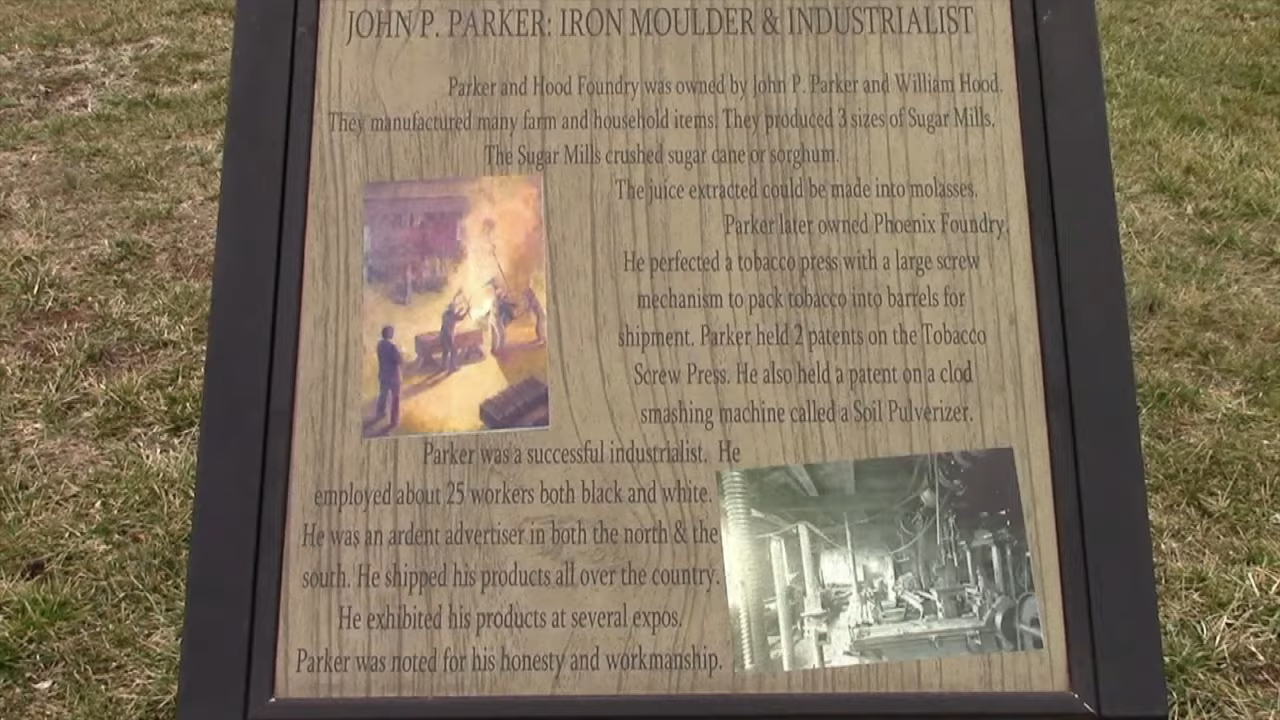 JOHN P. PARKER: IRON MOULDER & INDUSTRIALIST
Parker and Hood Foundry was owned by John P. Parker and William Hood.
They manufactured many farm and household items. They produced 3 sizes of Sugar Mills.
The Sugar Mills crushed sugar cane or sorghum.
The juice extracted could be made into molasses.
Parker later owned Phoenix Foundry.
He perfected a tobacco press with a large screw
mechanism to pack tobacco into barrels for
shipment. Parker held 2 patents on the Tobacco
Screw Press. He also held a patent on a clod
smashing machine called a Soil Pulverizer.
Parker was a successful industrialist. He
employed about 25 workers both black and white.
He was an ardent advertiser in both the north & the
south. He shipped his products all over the country.
He exhibited his products at several expos.
Parker was noted for his honesty and workmanship.